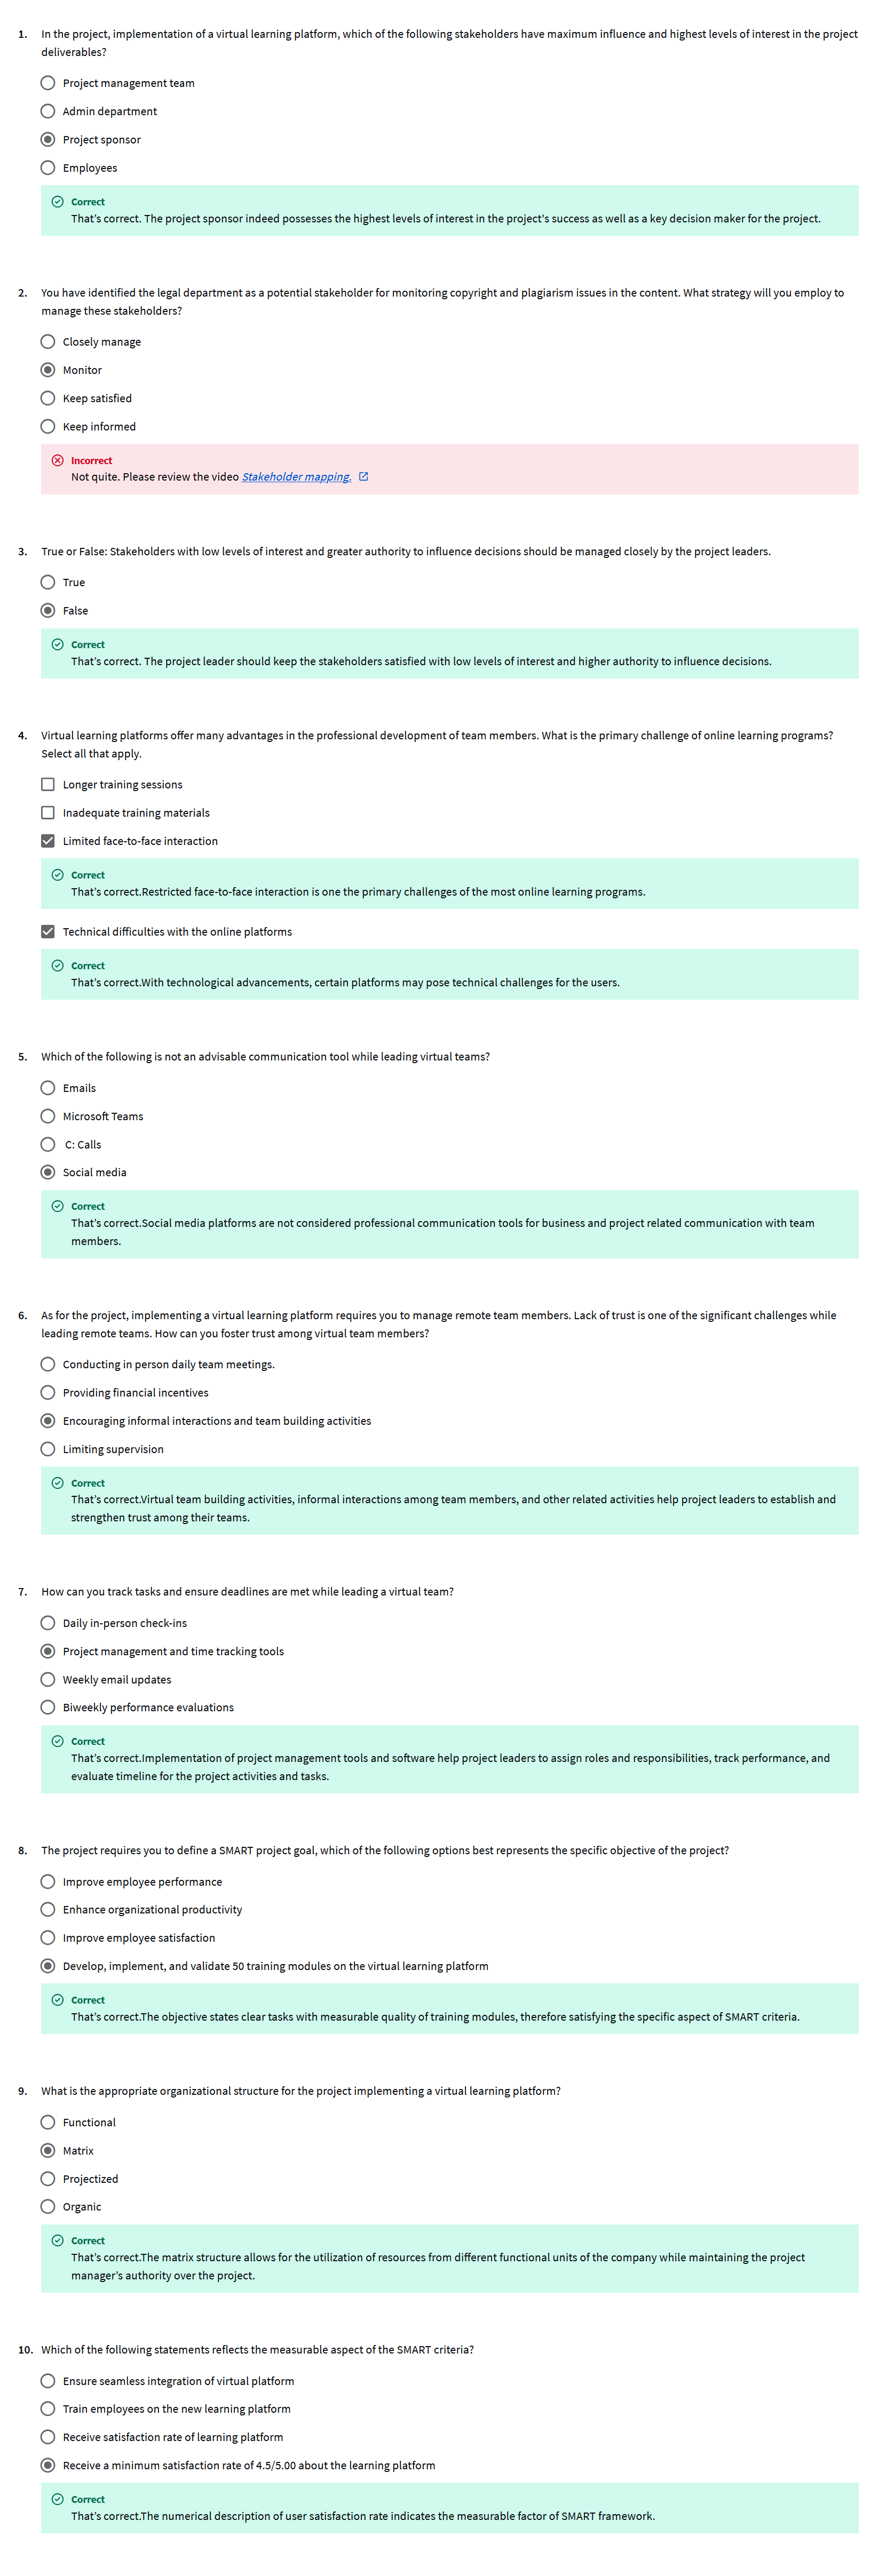 1. In the project, implementation of a virtual learning platform, which of the following stakeholders have maximum influence and highest levels of interest in the project
deliverables?
Project management team
Admin department
Project sponsor
Employees
Correct
That's correct. The project sponsor indeed possesses the highest levels of interest in the project's success as well as a key decision maker for the project.
2. You have identified the legal department as a potential stakeholder for monitoring copyright and plagiarism issues in the content. What strategy will you employ to
manage these stakeholders?
Closely manage
Monitor
Keep satisfied
Keep informed
Incorrect
Not quite. Please review the video Stakeholder mapping.
3. True or False: Stakeholders with low levels of interest and greater authority to influence decisions should be managed closely by the project leaders.
True
False
Correct
That's correct. The project leader should keep the stakeholders satisfied with low levels of interest and higher authority to influence decisions.
4. Virtual learning platforms offer many advantages in the professional development of team members. What is the primary challenge of online learning programs?
Select all that apply.
Longer training sessions
Inadequate training materials
Limited face-to-face interaction
Correct
That's correct.Restricted face-to-face interaction is one the primary challenges of the most online learning programs.
Technical difficulties with the online platforms
Correct
That's correct.With technological advancements, certain platforms may pose technical challenges for the users.
5. Which of the following is not an advisable communication tool while leading virtual teams?
Emails
Microsoft Teams
C: Calls
Social media
Correct
That's correct.Social media platforms are not considered professional communication tools for business and project related communication with team
members.
6. As for the project, implementing a virtual learning platform requires you to manage remote team members. Lack of trust is one of the significant challenges while
leading remote teams. How can you foster trust among virtual team members?
Conducting in person daily team meetings.
Providing financial incentives
Encouraging informal interactions and team building activities
Limiting supervision
Correct
That's correct.Virtual team building activities, informal interactions among team members, and other related activities help project leaders to establish and
strengthen trust among their teams.
7. How can you track tasks and ensure deadlines are met while leading a virtual team?
Daily in-person check-ins
Project management and time tracking tools
Weekly email updates
Biweekly performance evaluations
Correct
That's correct.Implementation of project management tools and software help project leaders to assign roles and responsibilities, track performance, and
evaluate timeline for the project activities and tasks.
8. The project requires you to define a SMART project goal, which of the following options best represents the specific objective of the project?
Improve employee performance
Enhance organizational productivity
Improve employee satisfaction
Develop, implement, and validate 50 training modules on the virtual learning platform
Correct
That's correct.The objective states clear tasks with measurable quality of training modules, therefore satisfying the specific aspect of SMART criteria.
9. What is the appropriate organizational structure for the project implementing a virtual learning platform?
Functional
Matrix
Projectized
Organic
Correct
That's correct.The matrix structure allows for the utilization of resources from different functional units of the company while maintaining the project
manager's authority over the project.
10. Which of the following statements reflects the measurable aspect of the SMART criteria?
Ensure seamless integration of virtual platform
Train employees on the new learning platform
Receive satisfaction rate of learning platform
Receive a minimum satisfaction rate of 4.5/5.00 about the learning platform
Correct
That's correct.The numerical description of user satisfaction rate indicates the measurable factor of SMART framework.